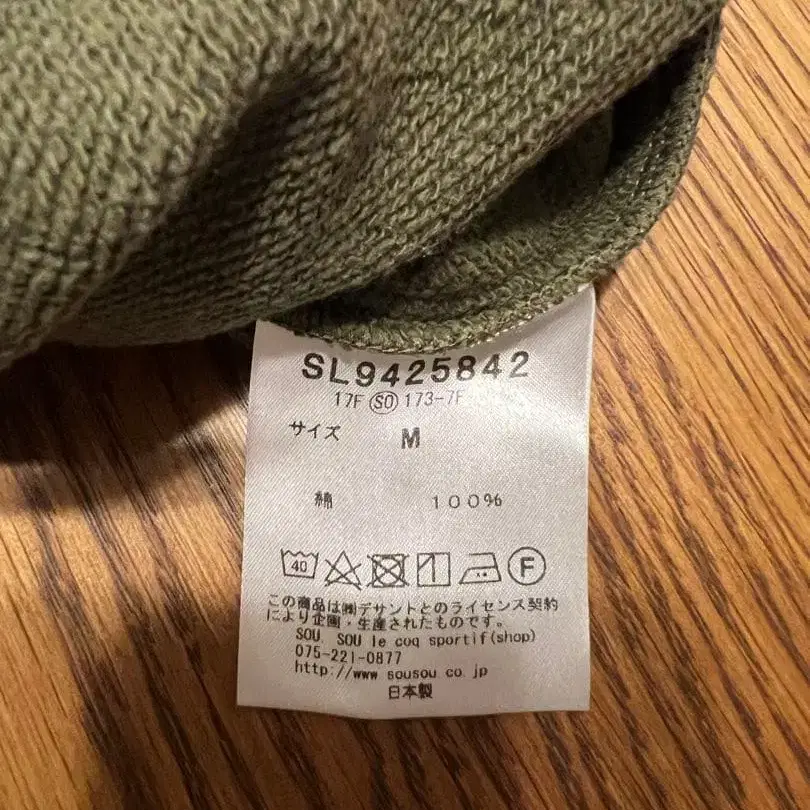 SL9425842
17F SO 173-7F
サイズ M
綿 100%
40 F
この商品は㈱デサントとのライセンス契約
により企画・生産されたものです。
SOU. SOU le coq sportif(shop)
075-221-0877
http://www.sousou.co.jp
日本製